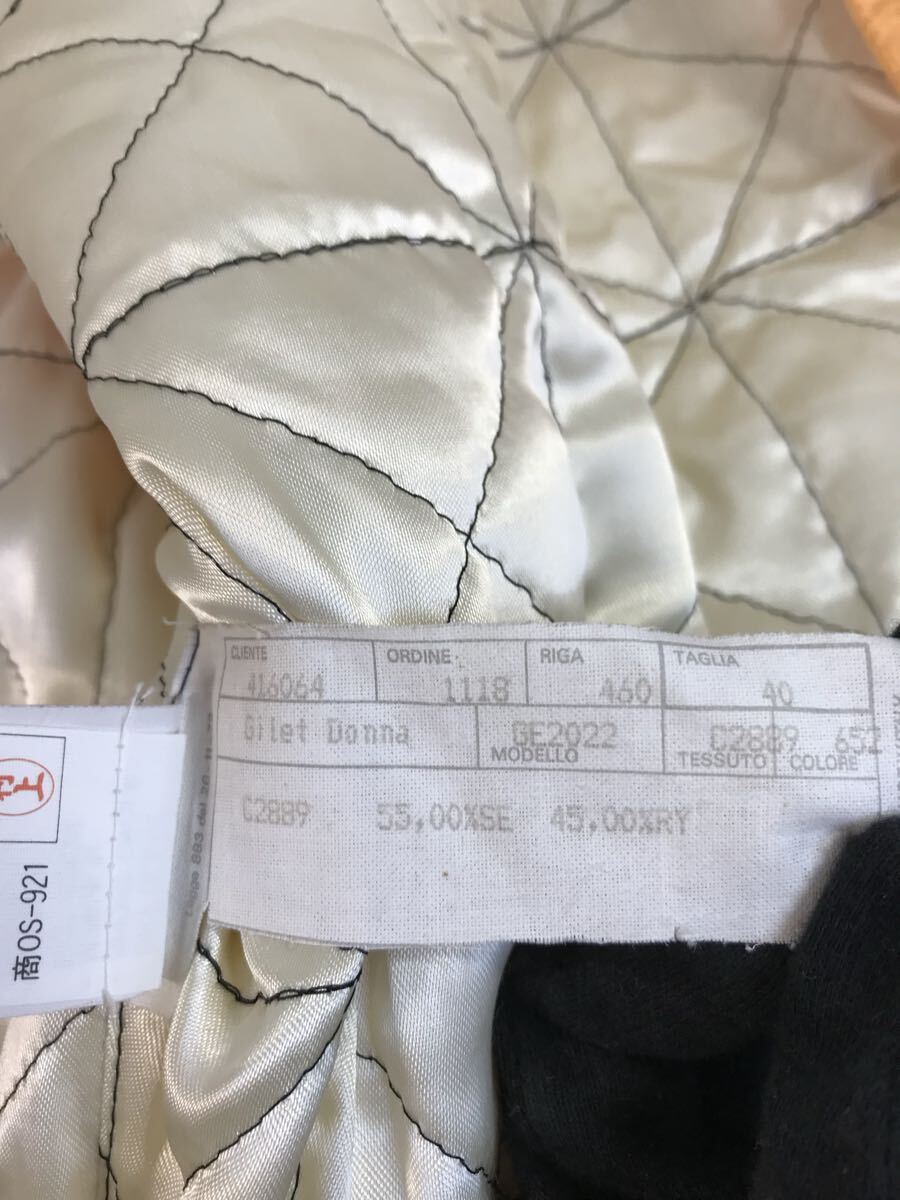 CLIENTE ORDINE RIGA TAGLIA
416064 1118 460 40
Gilet Donna GE2022 C2889 652
MODELLO TESSUTO COLORE
C2889 55,00%SE 45,00%RY
商OS-921